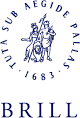 TUTA SUB AEGIDE PALLAS
· 1683 ·
BRILL